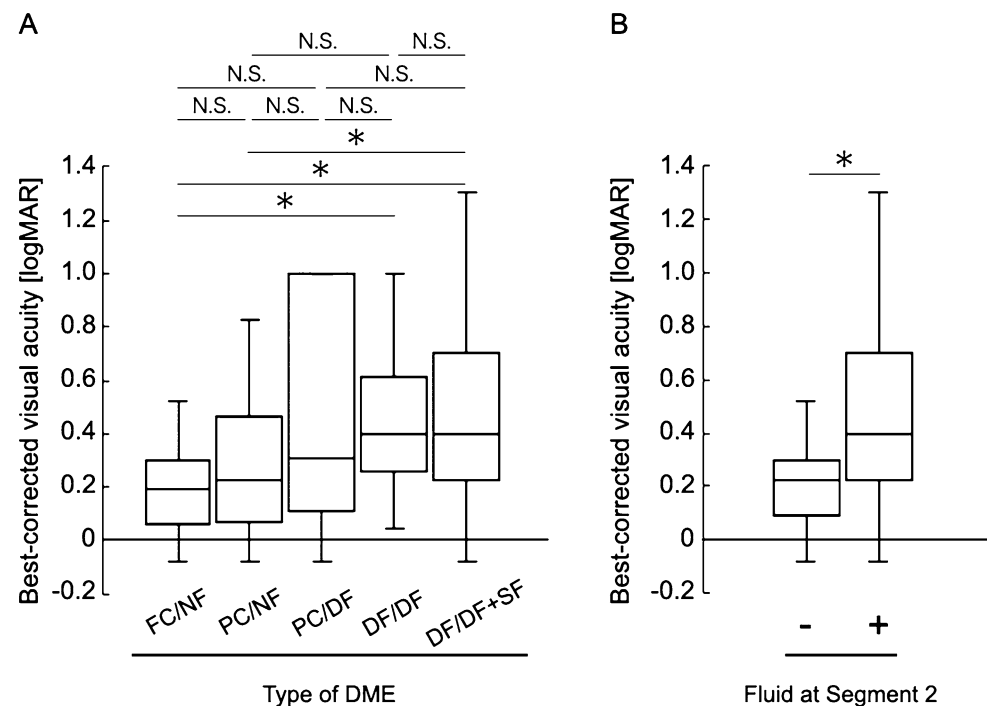 A
B
N.S.
N.S.
N.S.
N.S.
N.S.
N.S.
N.S.
*
*
*
*
Best-corrected visual acuity [logMAR]
1.4
1.2
1.0
0.8
0.6
0.4
0.2
0
-0.2
FC/NF
PC/NF
PC/DF
DF/DF
DF/DF+SF
Type of DME
Best-corrected visual acuity [logMAR]
1.4
1.2
1.0
0.8
0.6
0.4
0.2
0
-0.2
- +
Fluid at Segment 2